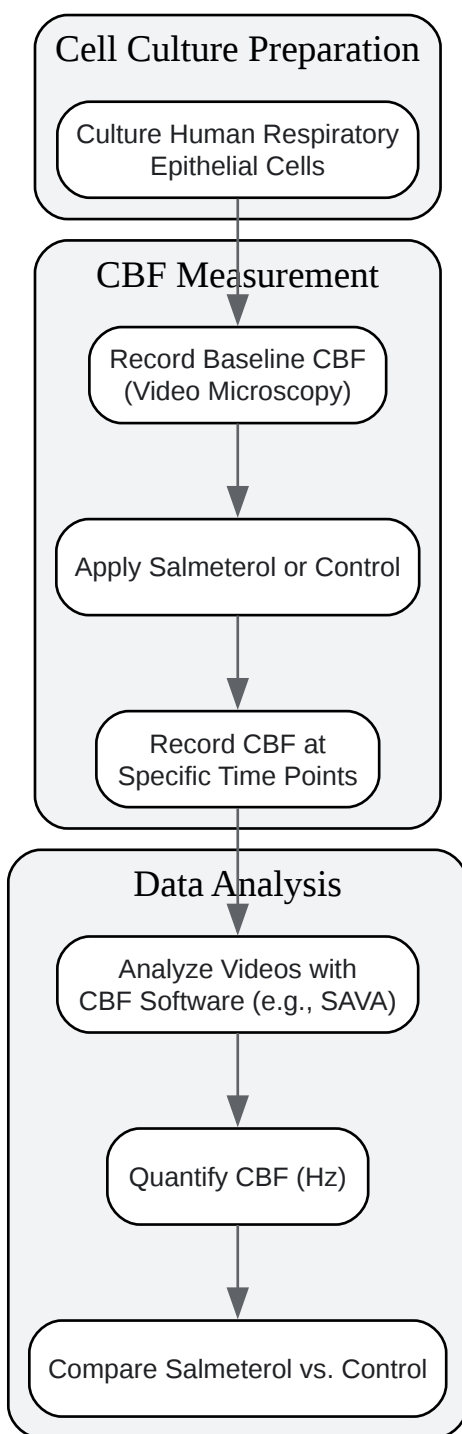 Cell Culture Preparation
Culture Human Respiratory
Epithelial Cells
CBF Measurement
Record Baseline CBF
(Video Microscopy)
Apply Salmeterol or Control
Record CBF at
Specific Time Points
Data Analysis
Analyze Videos with
CBF Software (e.g., SAVA)
Quantify CBF (Hz)
Compare Salmeterol vs. Control